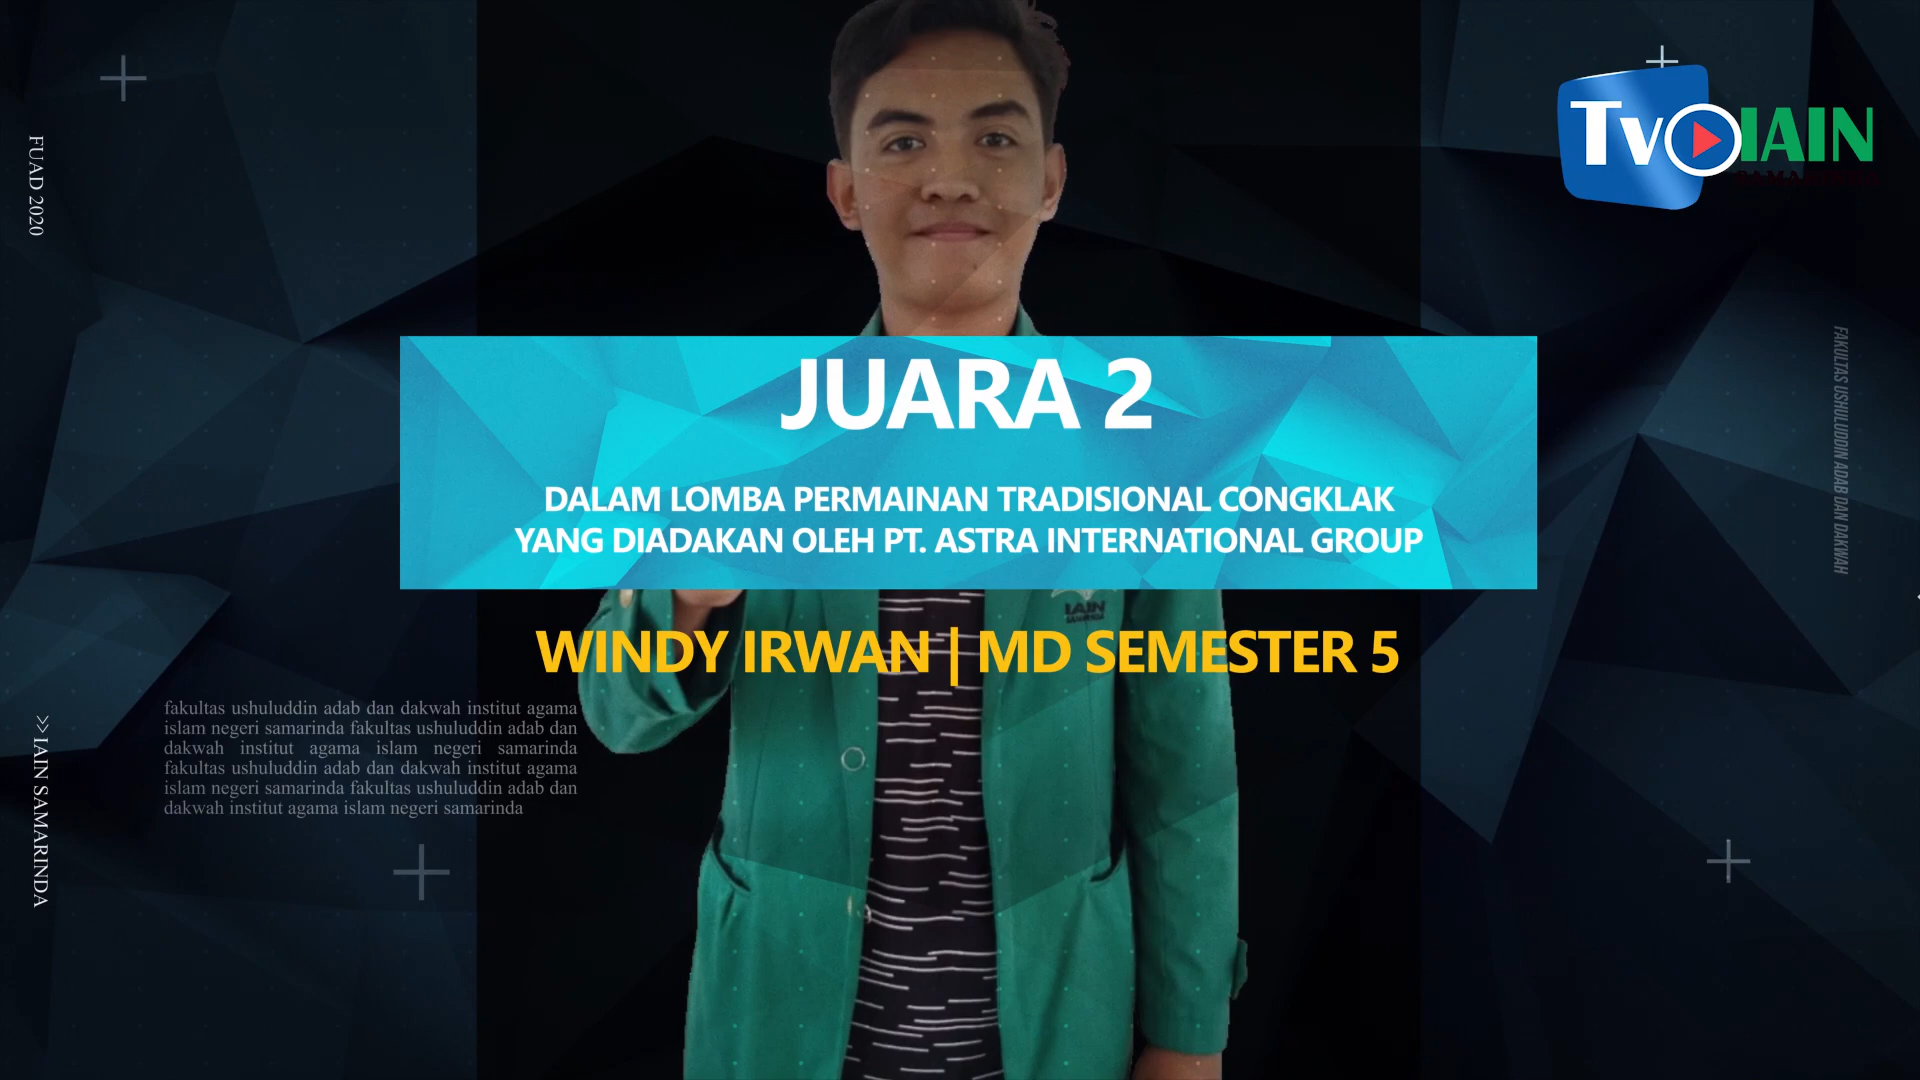 FUAD 2020
TV IAIN
SAMARINDA
FAKULTAS USHULUDDIN ADAB DAN DAKWAH
JUARA 2
DALAM LOMBA PERMAINAN TRADISIONAL CONGKLAK
YANG DIADAKAN OLEH PT. ASTRA INTERNATIONAL GROUP
IAIN
SAMARINDA
WINDY IRWAN | MD SEMESTER 5
fakultas ushuluddin adab dan dakwah institut agama
islam negeri samarinda fakultas ushuluddin adab dan
dakwah institut agama islam negeri samarinda
fakultas ushuluddin adab dan dakwah institut agama
islam negeri samarinda fakultas ushuluddin adab dan
dakwah institut agama islam negeri samarinda
>>IAIN SAMARINDA